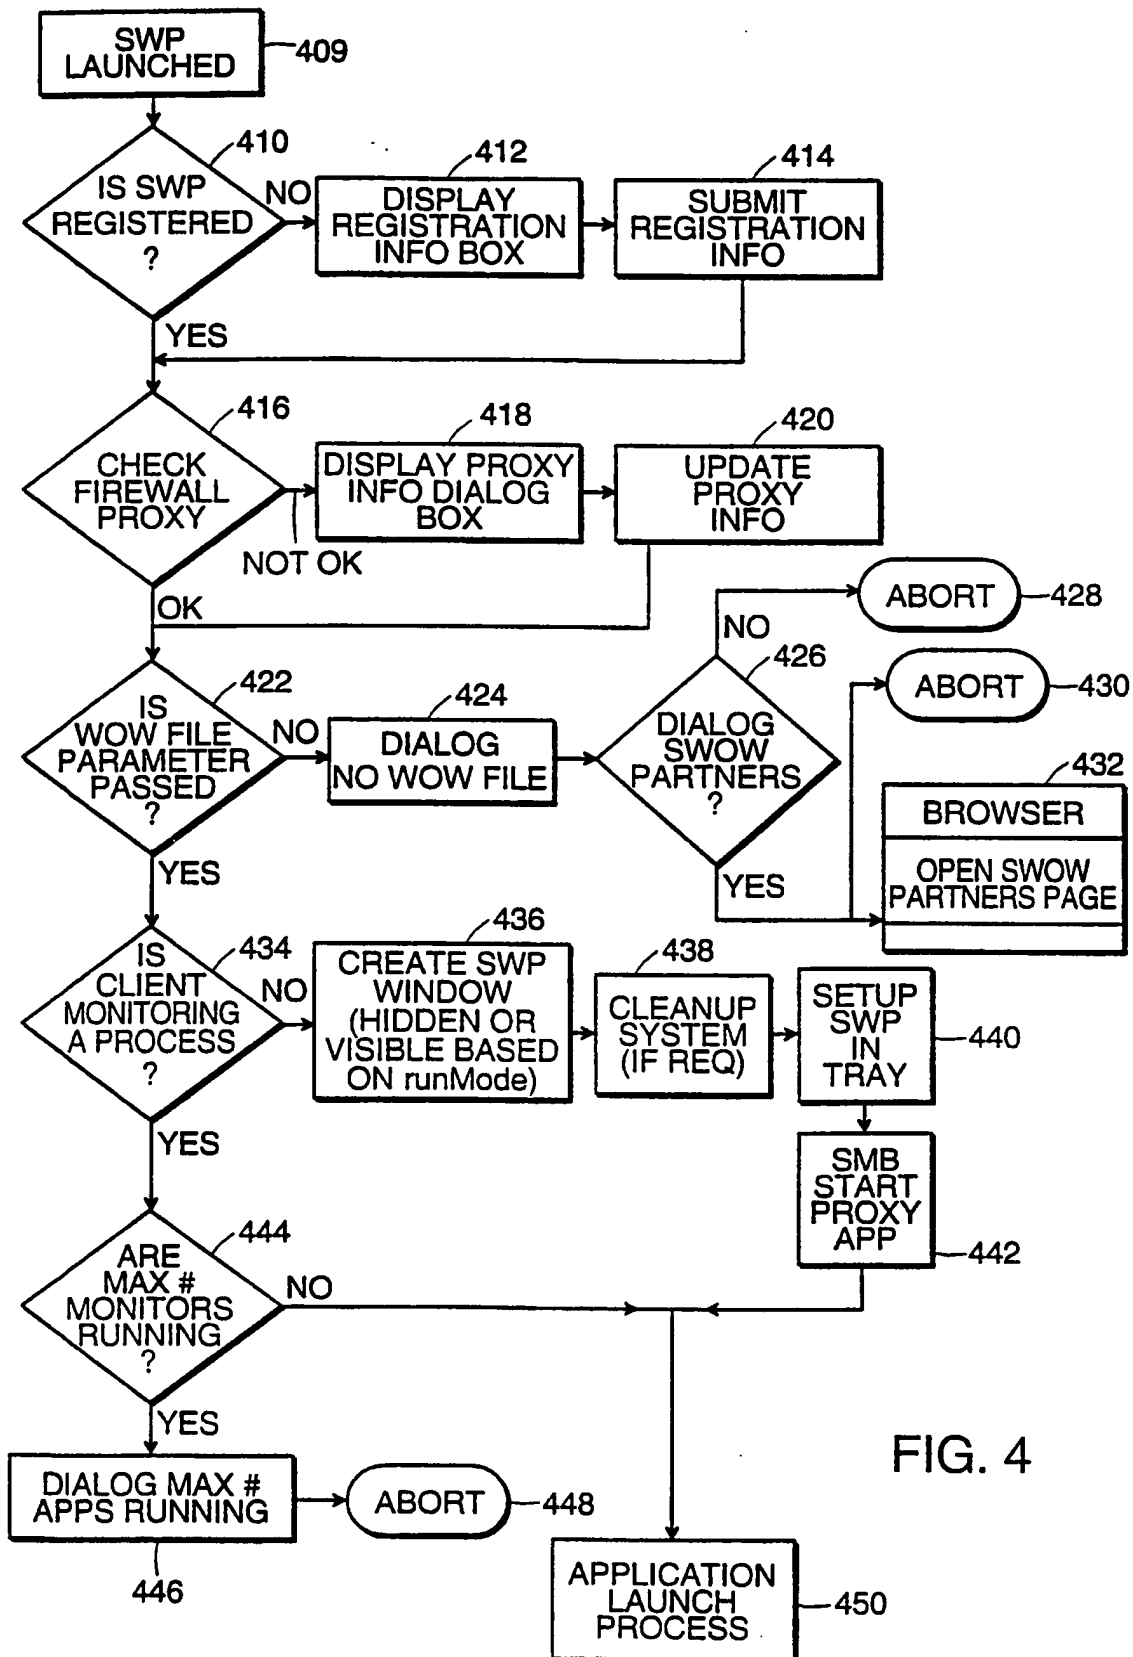 SWP
LAUNCHED
409
410
IS SWP
REGISTERED
?
NO
412
DISPLAY
REGISTRATION
INFO BOX
414
SUBMIT
REGISTRATION
INFO
YES
416
CHECK
FIREWALL
PROXY
NOT OK
418
DISPLAY PROXY
INFO DIALOG
BOX
420
UPDATE
PROXY
INFO
OK
422
IS
WOW FILE
PARAMETER
PASSED
?
NO
424
DIALOG
NO WOW FILE
426
DIALOG
SWOW
PARTNERS
?
NO
ABORT
428
ABORT
430
YES
432
BROWSER
OPEN SWOW
PARTNERS PAGE
YES
434
IS
CLIENT
MONITORING
A PROCESS
?
NO
436
CREATE SWP
WINDOW
(HIDDEN OR
VISIBLE BASED
ON runMode)
438
CLEANUP
SYSTEM
(IF REQ)
SETUP
SWP
IN
TRAY
440
SMB
START
PROXY
APP
442
YES
444
ARE
MAX #
MONITORS
RUNNING
?
NO
YES
DIALOG MAX #
APPS RUNNING
446
ABORT
448
APPLICATION
LAUNCH
PROCESS
450
FIG. 4